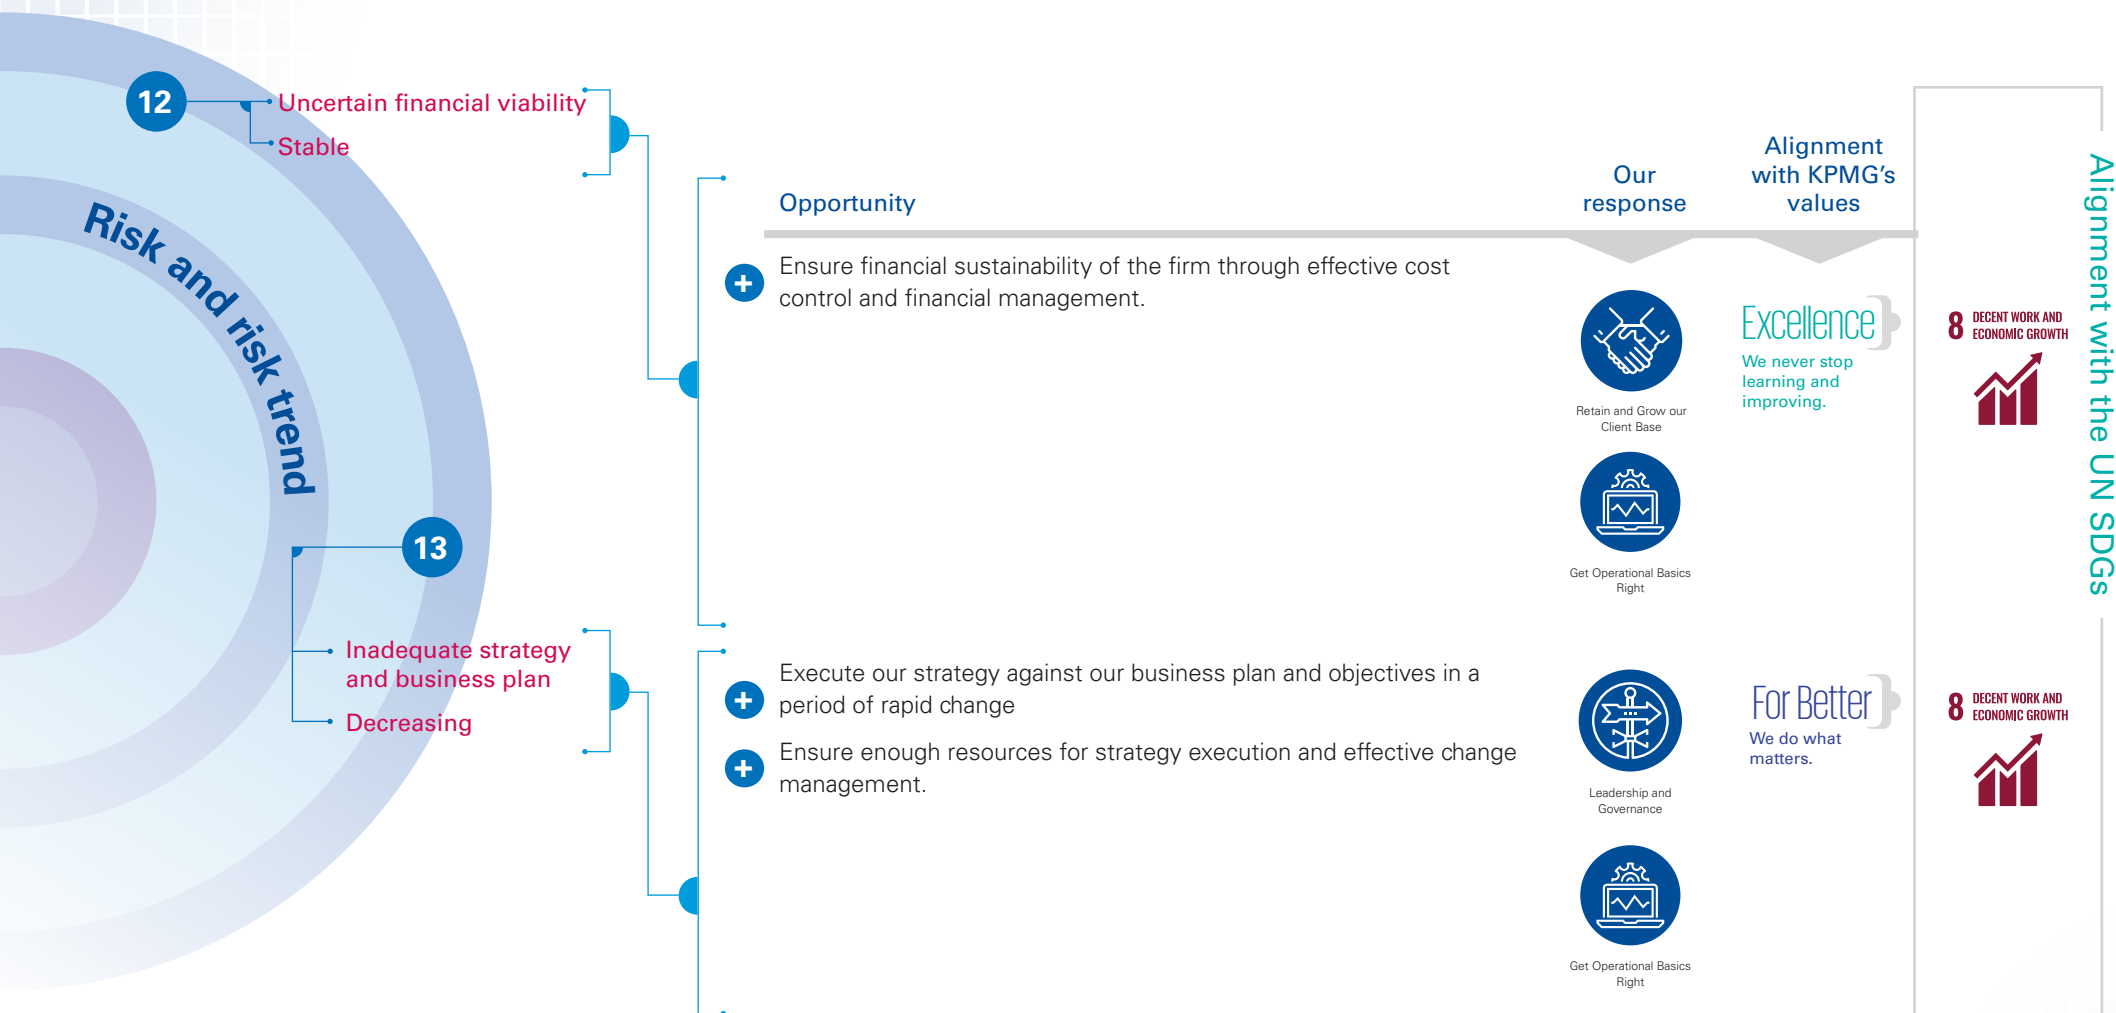 12
Uncertain financial viability
Stable
Risk and risk trend
13
Inadequate strategy
and business plan
Decreasing
Opportunity
Our
response
Alignment
with KPMG's
values
Ensure financial sustainability of the firm through effective cost
control and financial management.
Retain and Grow our
Client Base
Get Operational Basics
Right
Excellence
We never stop
learning and
improving.
8 DECENT WORK AND
ECONOMIC GROWTH
Execute our strategy against our business plan and objectives in a
period of rapid change
Ensure enough resources for strategy execution and effective change
management.
Leadership and
Governance
Get Operational Basics
Right
For Better
We do what
matters.
8 DECENT WORK AND
ECONOMIC GROWTH
Alignment with the UN SDGs